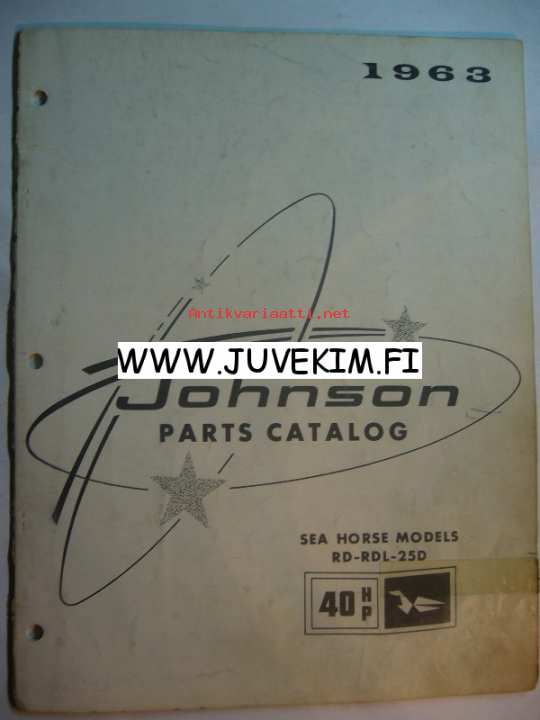 1963
Antikvariaatti.net
WWW.JUVEKIM.FI
Johnson
PARTS CATALOG
SEA HORSE MODELS
RD-RDL-25D
40 HP